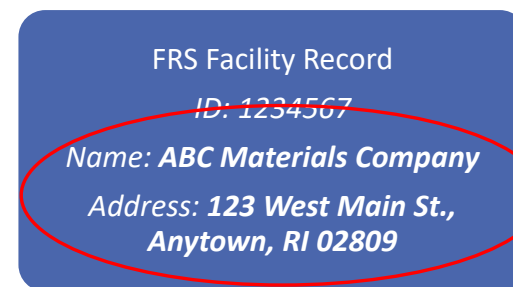 FRS Facility Record
ID: 1234567
Name: ABC Materials Company
Address: 123 West Main St.,
Anytown, RI 02809